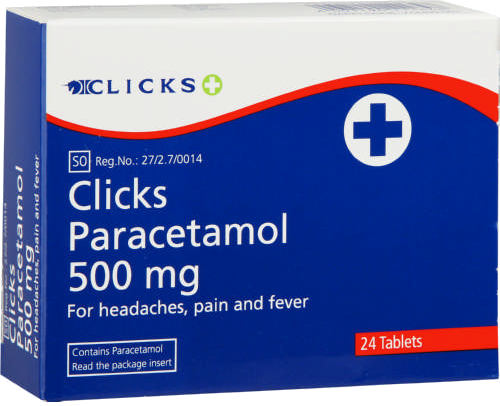 CLICKS
S0 Reg.No.: 27/2.7/0014
Clicks
Paracetamol
500 mg
For headaches, pain and fever
Contains Paracetamol
Read the package insert
24 Tablets
Clicks
Paracetamol
500 mg
For headaches, pain and fever